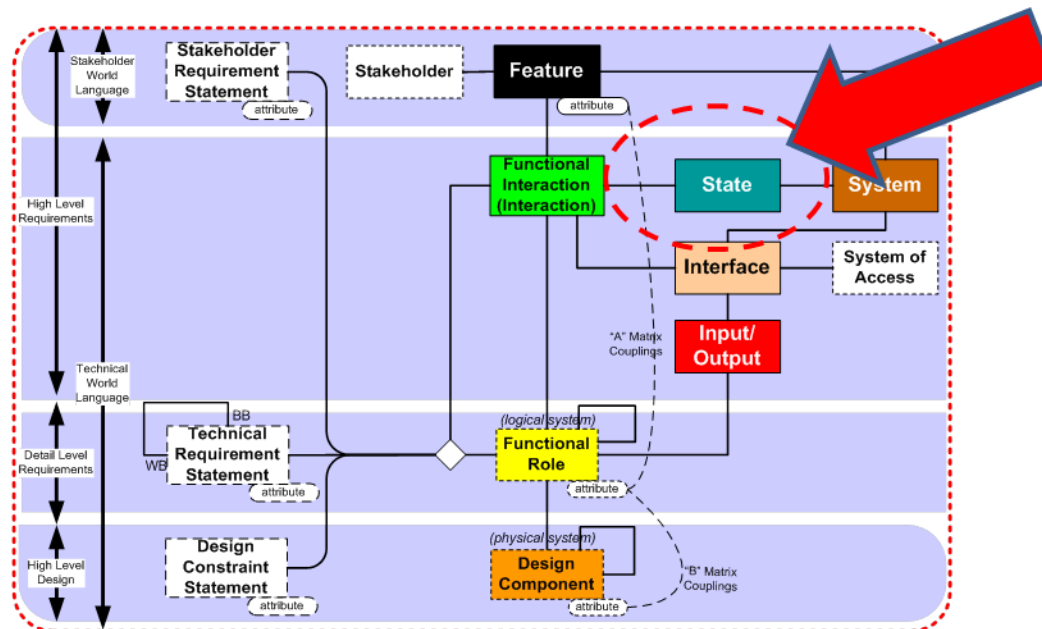 Stakeholder
World
Language
Stakeholder
Requirement
Statement
attribute
Stakeholder
Feature
attribute
High Level
Requirements
Functional
Interaction
(Interaction)
State
System
Interface
System of
Access
"A" Matrix
Couplings
Input/
Output
Technical
World
Language
Detail Level
Requirements
BB
WB
Technical
Requirement
Statement
attribute
(logical system)
Functional
Role
attribute
High Level
Design
Design
Constraint
Statement
attribute
(physical system)
Design
Component
attribute
"B" Matrix
Couplings